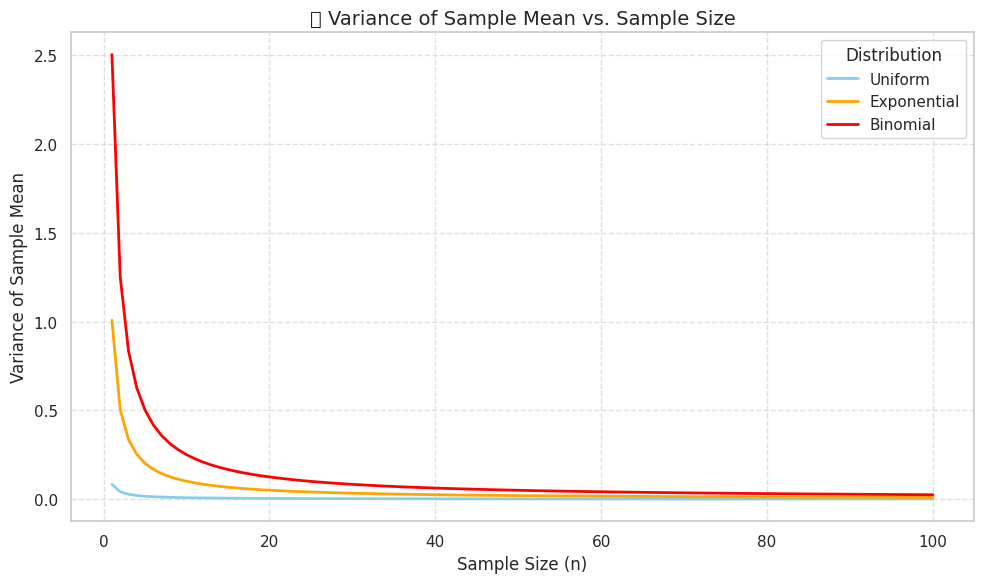 ▯ Variance of Sample Mean vs. Sample Size
Distribution
Uniform
Exponential
Binomial
Variance of Sample Mean
2.5
2.0
1.5
1.0
0.5
0.0
0
20
40
60
80
100
Sample Size (n)